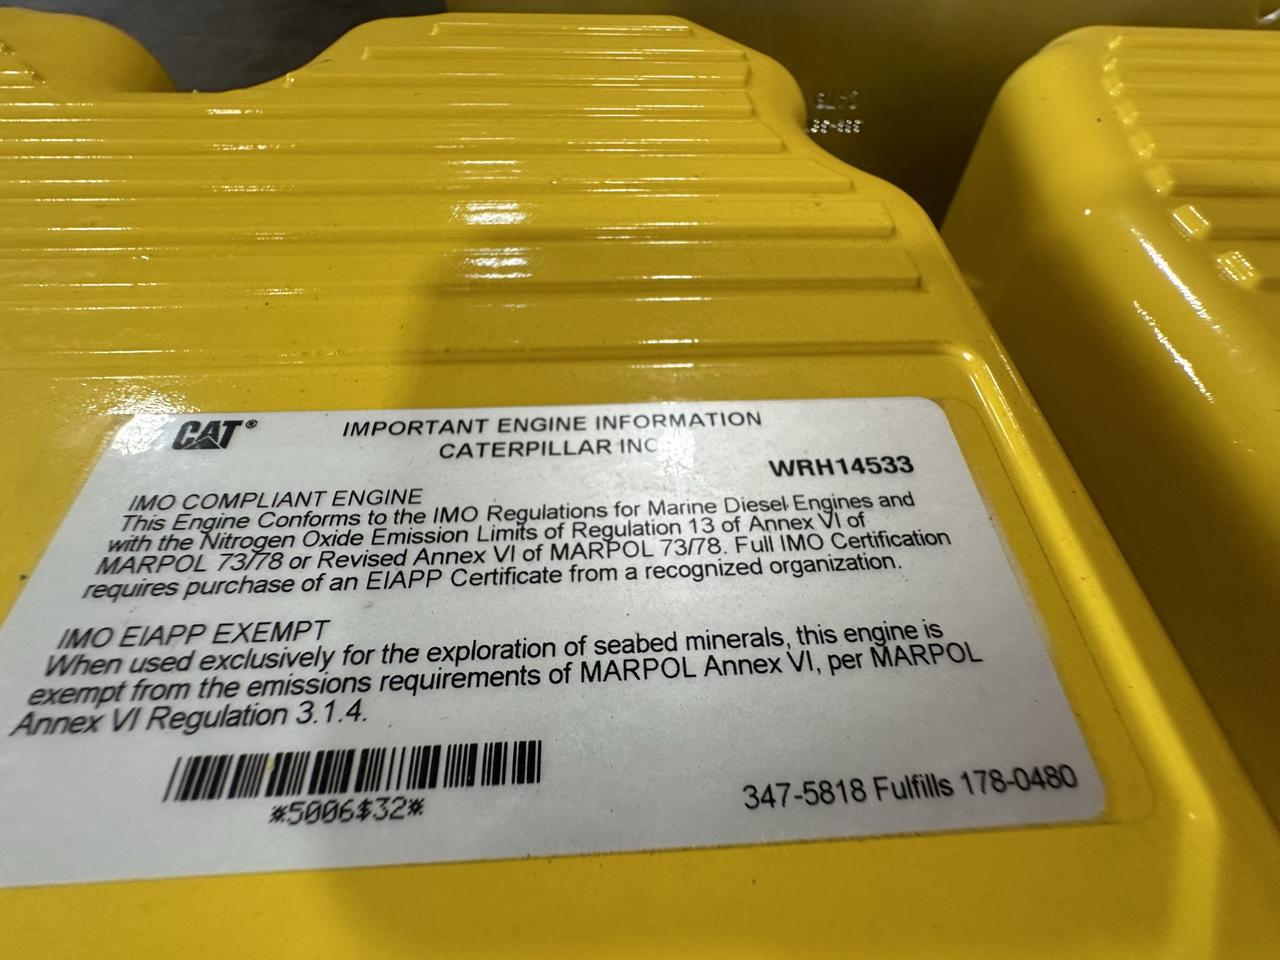 CAT®
IMPORTANT ENGINE INFORMATION
CATERPILLAR INC
WRH14533
IMO COMPLIANT ENGINE
This Engine Conforms to the IMO Regulations for Marine Diesel Engines and
with the Nitrogen Oxide Emission Limits of Regulation 13 of Annex VI of
MARPOL 73/78 or Revised Annex VI of MARPOL 73/78. Full IMO Certification
requires purchase of an EIAPP Certificate from a recognized organization.
IMO EIAPP EXEMPT
When used exclusively for the exploration of seabed minerals, this engine is
exempt from the emissions requirements of MARPOL Annex VI, per MARPOL
Annex VI Regulation 3.1.4.
*5006$32*
347-5818 Fulfills 178-0480